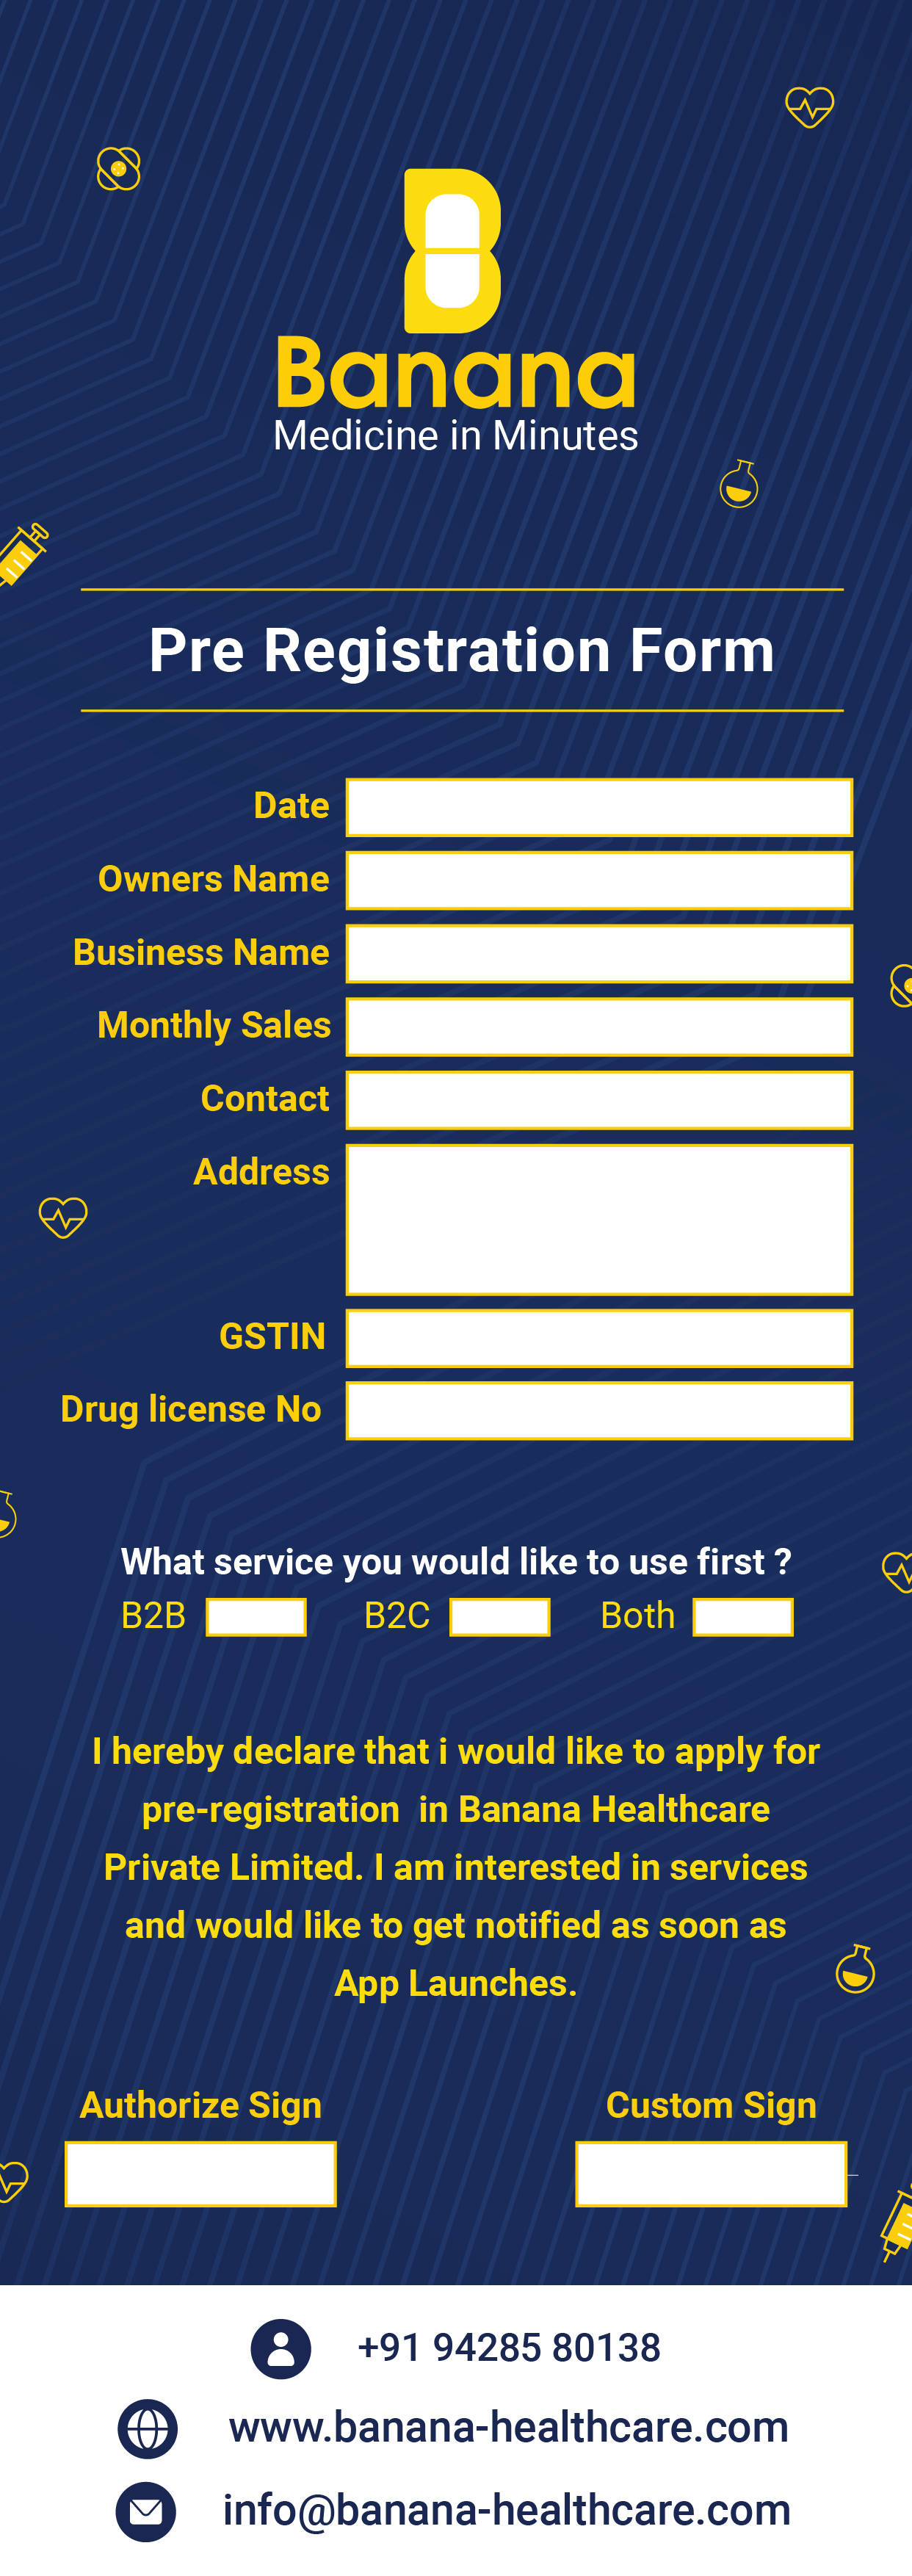 Banana
Medicine in Minutes
Pre Registration Form
Date
Owners Name
Business Name
Monthly Sales
Contact
Address
GSTIN
Drug license No
What service you would like to use first ?
B2B B2C Both
I hereby declare that i would like to apply for
pre-registration in Banana Healthcare
Private Limited. I am interested in services
and would like to get notified as soon as
App Launches.
Authorize Sign Custom Sign
+91 94285 80138
www.banana-healthcare.com
info@banana-healthcare.com